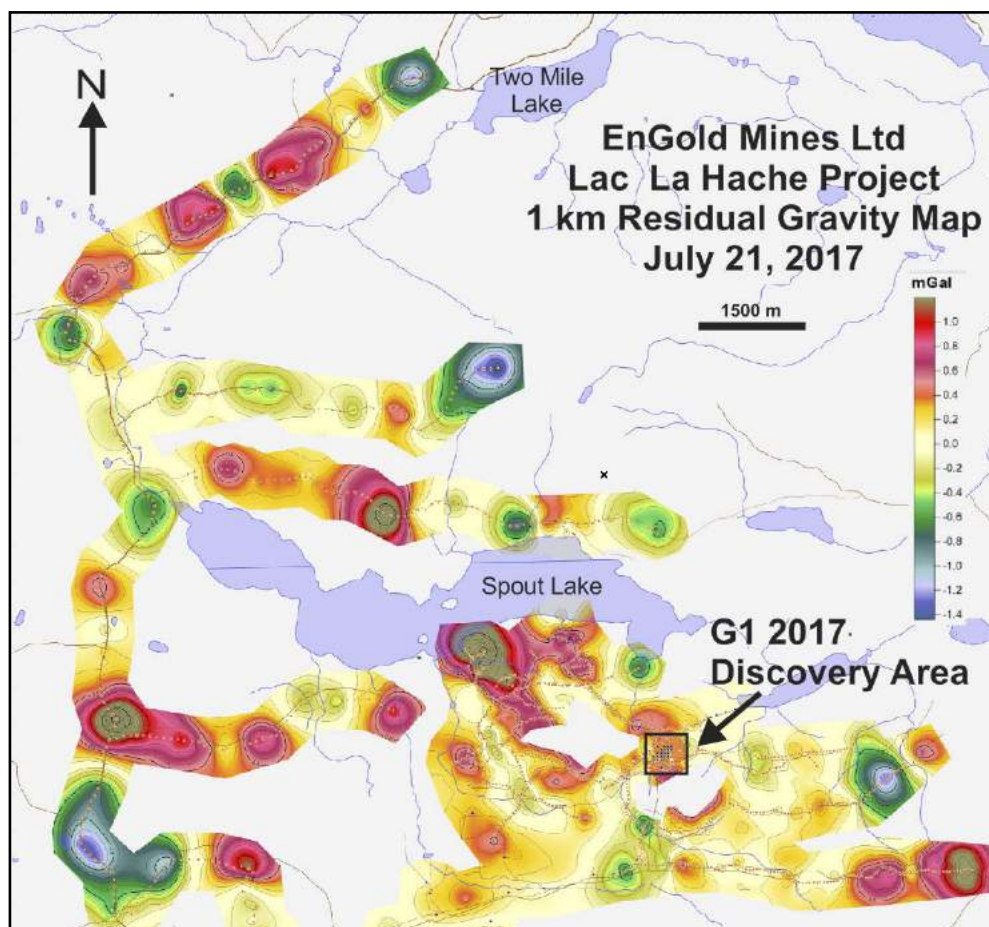 N
Two Mile
Lake
EnGold Mines Ltd
Lac La Hache Project
1 km Residual Gravity Map
July 21, 2017
1500 m
mGal
1.0
0.8
0.6
0.4
0.2
0.0
-0.2
-0.4
-0.6
-0.8
-1.0
-1.2
-1.4
Spout Lake
G1 2017
Discovery Area